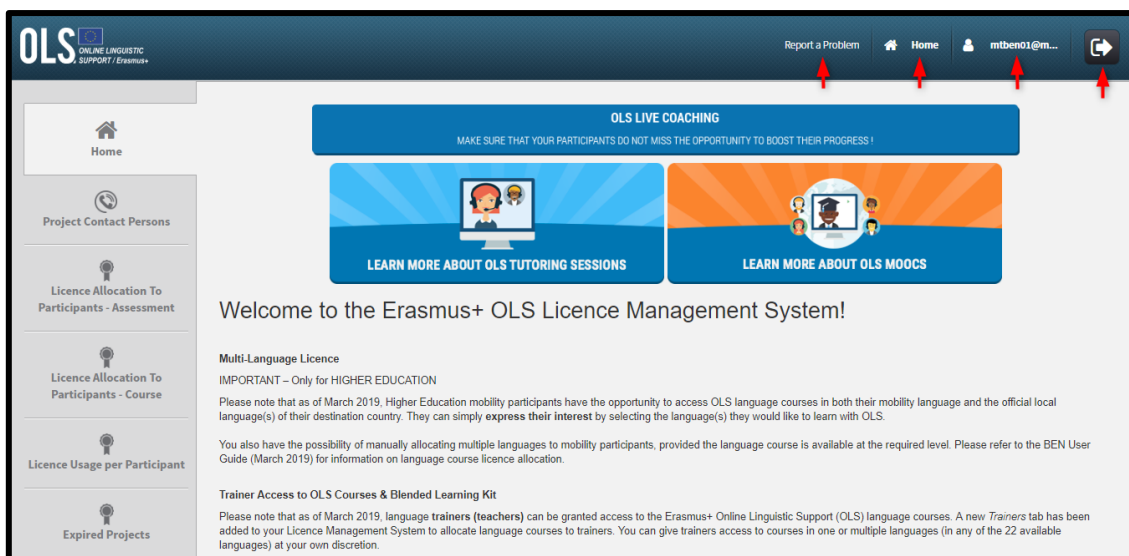 OLS
ONLINE LINGUISTIC
SUPPORT / Erasmus+
Report a Problem
Home
mtben01@m...
Home
Project Contact Persons
Licence Allocation To
Participants - Assessment
Licence Allocation To
Participants - Course
Licence Usage per Participant
Expired Projects
OLS LIVE COACHING
MAKE SURE THAT YOUR PARTICIPANTS DO NOT MISS THE OPPORTUNITY TO BOOST THEIR PROGRESS !
LEARN MORE ABOUT OLS TUTORING SESSIONS
LEARN MORE ABOUT OLS MOOCS
Welcome to the Erasmus+ OLS Licence Management System!
Multi-Language Licence
IMPORTANT – Only for HIGHER EDUCATION
Please note that as of March 2019, Higher Education mobility participants have the opportunity to access OLS language courses in both their mobility language and the official local
language(s) of their destination country. They can simply express their interest by selecting the language(s) they would like to learn with OLS.
You also have the possibility of manually allocating multiple languages to mobility participants, provided the language course is available at the required level. Please refer to the BEN User
Guide (March 2019) for information on language course licence allocation.
Trainer Access to OLS Courses & Blended Learning Kit
Please note that as of March 2019, language trainers (teachers) can be granted access to the Erasmus+ Online Linguistic Support (OLS) language courses. A new Trainers tab has been
added to your Licence Management System to allocate language courses to trainers. You can give trainers access to courses in one or multiple languages (in any of the 22 available
languages) at your own discretion.